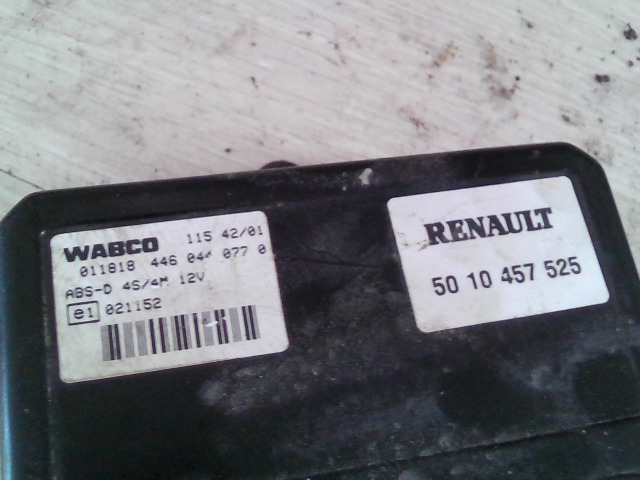 WABCO 115 42/01
011818 446 044 077 0
ABS-D 4S/4M 12V
e1 021152
RENAULT
50 10 457 525